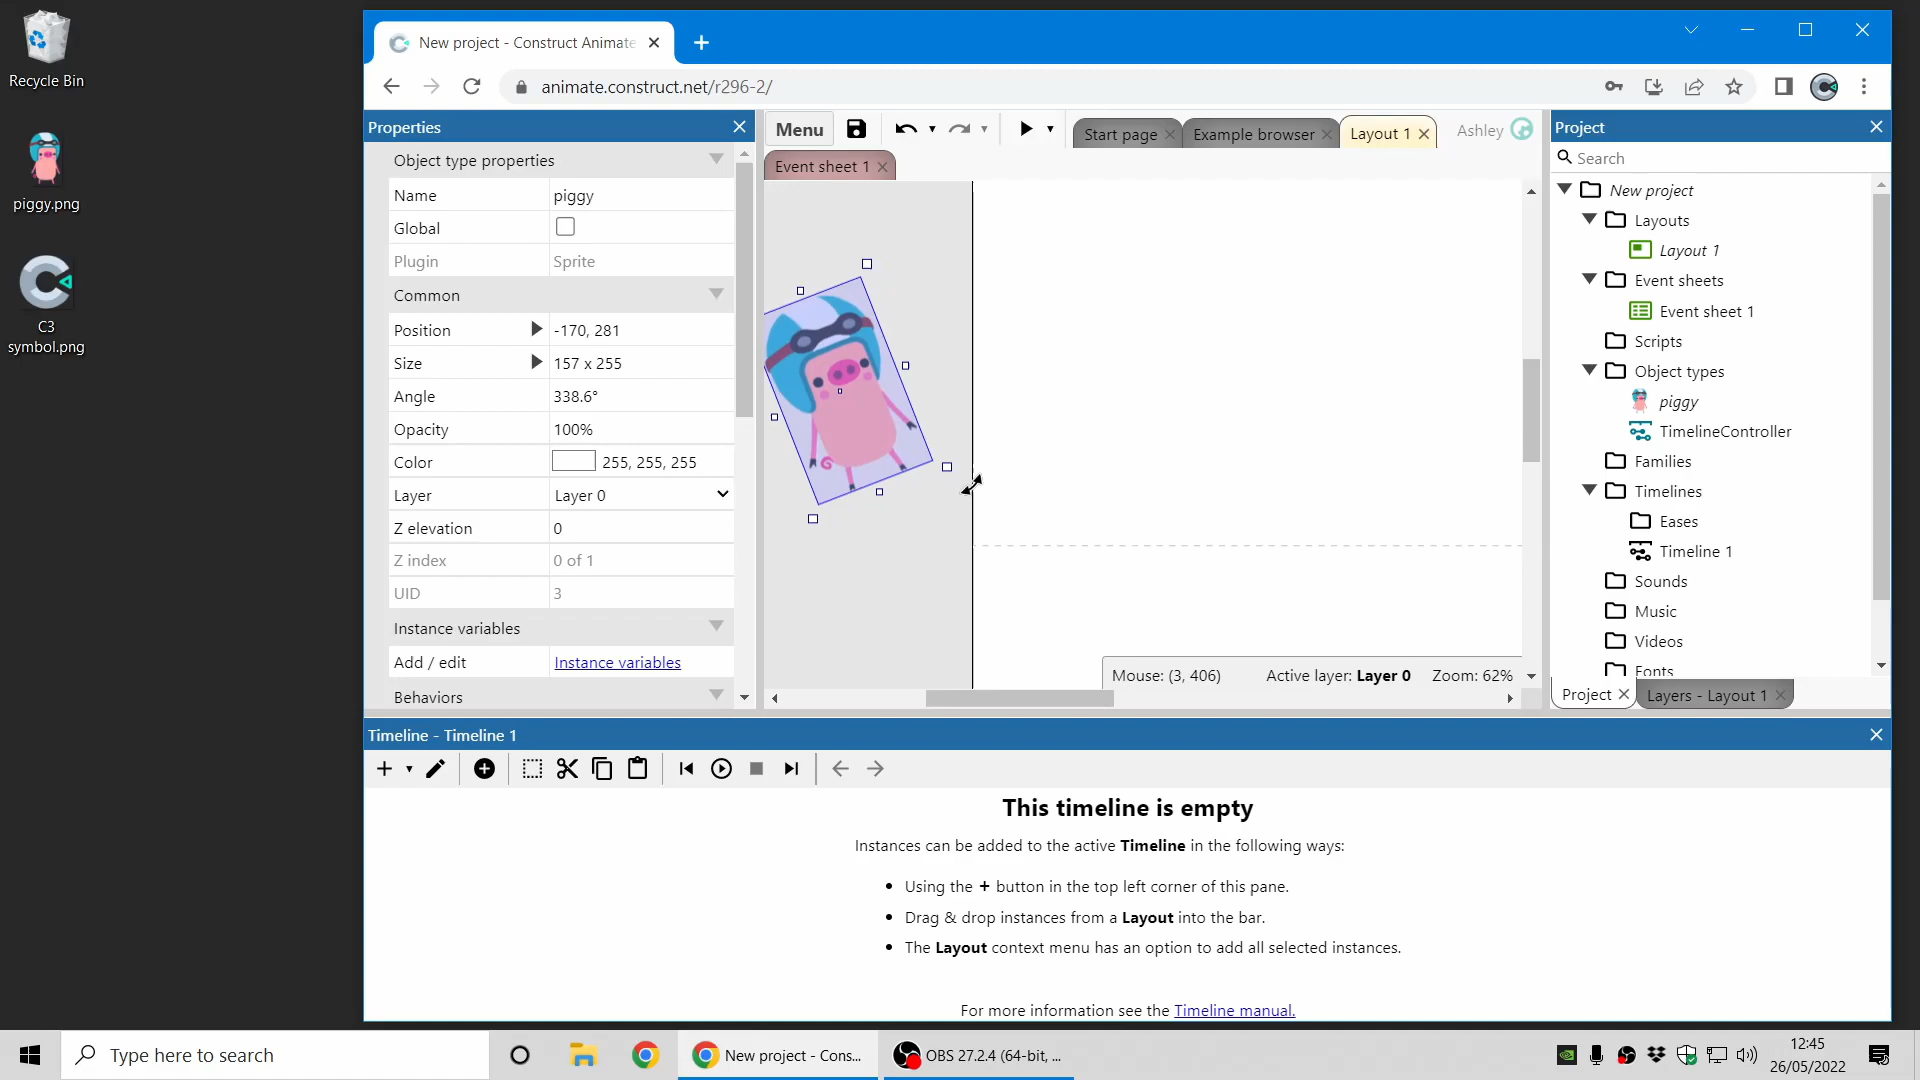 Recycle Bin
piggy.png
C3
symbol.png
New project - Construct Animate
animate.construct.net/r296-2/
Properties
Object type properties
Name piggy
Global
Plugin Sprite
Common
Position -170, 281
Size 157 x 255
Angle 338.6°
Opacity 100%
Color 255, 255, 255
Layer Layer 0
Z elevation 0
Z index 0 of 1
UID 3
Instance variables
Add / edit Instance variables
Behaviors
Menu
Start page
Example browser
Layout 1
Ashley
Event sheet 1
Mouse: (3, 406) Active layer: Layer 0 Zoom: 62%
Project
Search
New project
Layouts
Layout 1
Event sheets
Event sheet 1
Scripts
Object types
piggy
TimelineController
Families
Timelines
Eases
Timeline 1
Sounds
Music
Videos
Fonts
Project
Layers - Layout 1
Timeline - Timeline 1
This timeline is empty
Instances can be added to the active Timeline in the following ways:
• Using the + button in the top left corner of this pane.
• Drag & drop instances from a Layout into the bar.
• The Layout context menu has an option to add all selected instances.
For more information see the Timeline manual.
Type here to search
New project - Cons...
OBS 27.2.4 (64-bit, ...
12:45
26/05/2022